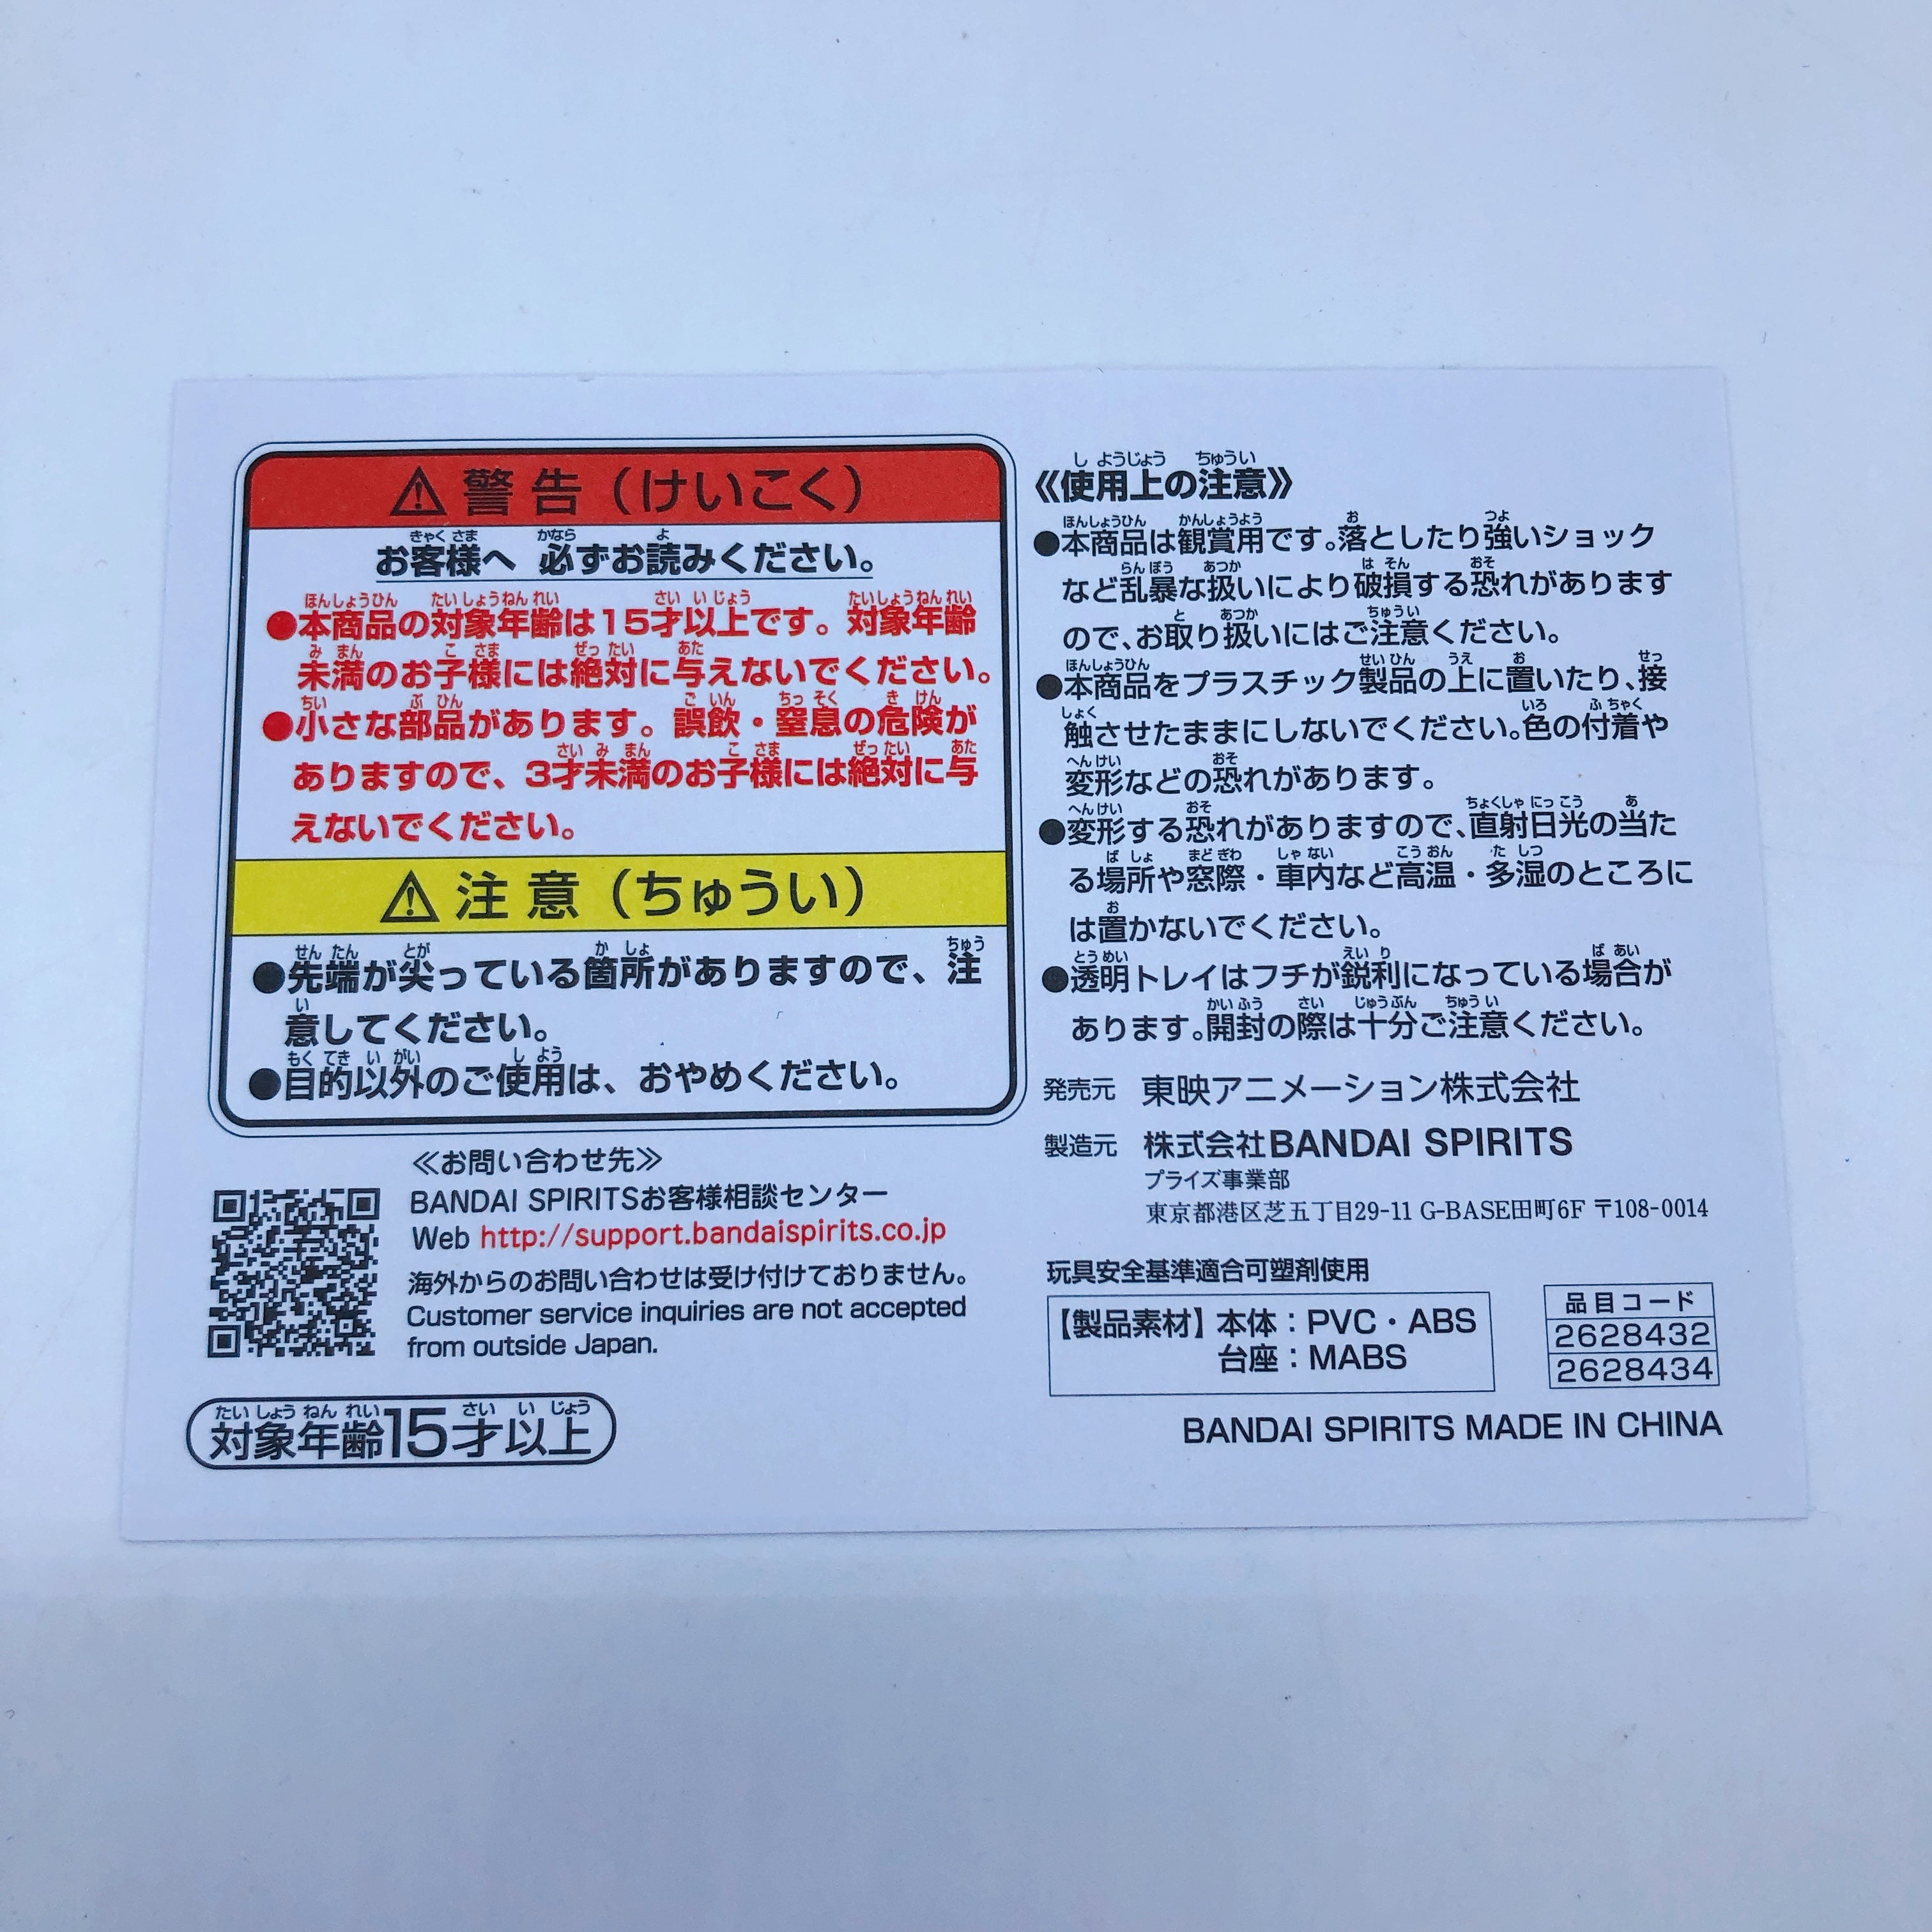 ⚠警告（けいこく）
お客様へ 必ずお読みください。
●本商品の対象年齢は15才以上です。対象年齢
未満のお子様には絶対に与えないでください。
●小さな部品があります。誤飲・窒息の危険が
ありますので、3才未満のお子様には絶対に与
えないでください。
⚠注意（ちゅうい）
●先端が尖っている箇所がありますので、注
意してください。
●目的以外のご使用は、おやめください。
≪お問い合わせ先≫
BANDAI SPIRITSお客様相談センター
Web http://support.bandaispirits.co.jp
海外からのお問い合わせは受け付けておりません。
Customer service inquiries are not accepted
from outside Japan.
対象年齢15才以上
《使用上の注意》
●本商品は観賞用です。落としたり強いショック
など乱暴な扱いにより破損する恐れがあります
ので、お取り扱いにはご注意ください。
●本商品をプラスチック製品の上に置いたり、接
触させたままにしないでください。色の付着や
変形などの恐れがあります。
●変形する恐れがありますので、直射日光の当た
る場所や窓際・車内など高温・多湿のところに
は置かないでください。
●透明トレイはフチが鋭利になっている場合が
あります。開封の際は十分ご注意ください。
発売元 東映アニメーション株式会社
製造元 株式会社BANDAI SPIRITS
プライズ事業部
東京都港区芝五丁目29-11 G-BASE田町6F 〒108-0014
玩具安全基準適合可塑剤使用
【製品素材】本体：PVC・ABS
台座：MABS
品目コード
2628432
2628434
BANDAI SPIRITS MADE IN CHINA